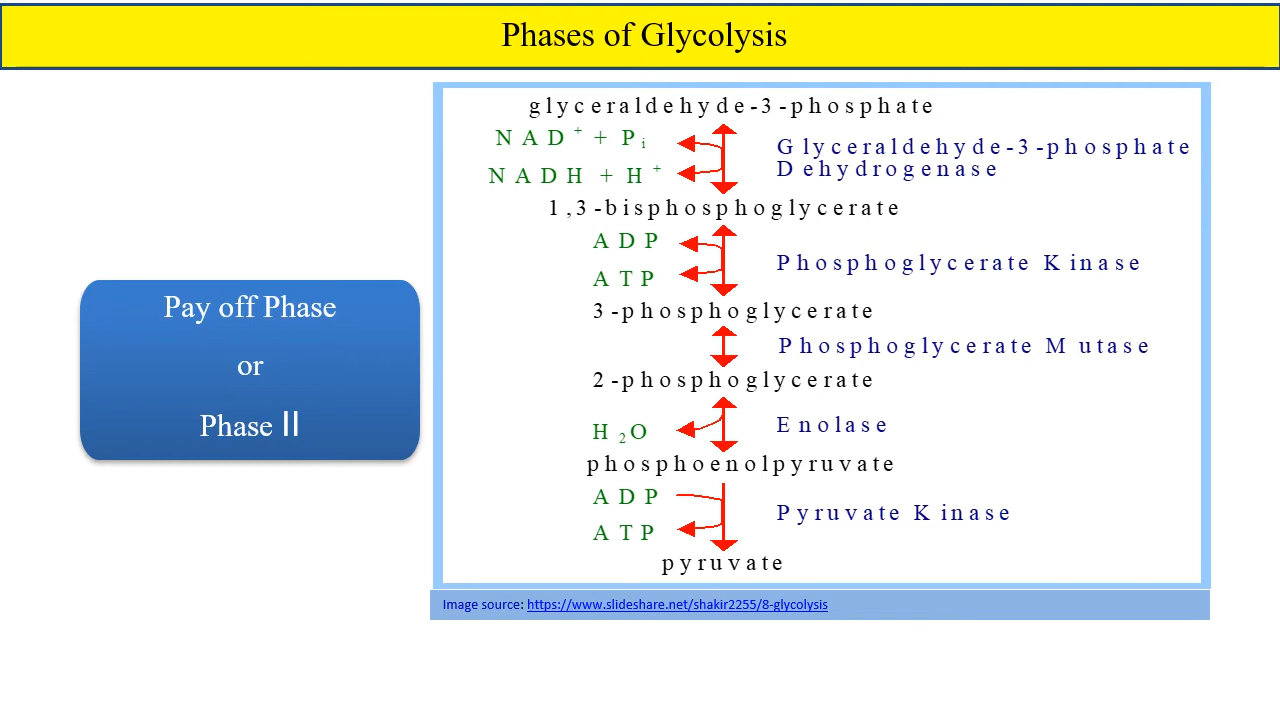 Phases of Glycolysis
glyceraldehyde-3-phosphate
NAD+ + Pi
Glyceraldehyde-3-phosphate
Dehydrogenase
NADH + H+
1,3-bisphosphoglycerate
ADP
Phosphoglycerate Kinase
ATP
3-phosphoglycerate
Phosphoglycerate Mutase
2-phosphoglycerate
H2O
Enolase
phosphoenolpyruvate
ADP
Pyruvate Kinase
ATP
pyruvate
Pay off Phase
or
Phase II
Image source: https://www.slideshare.net/shakir2255/8-glycolysis